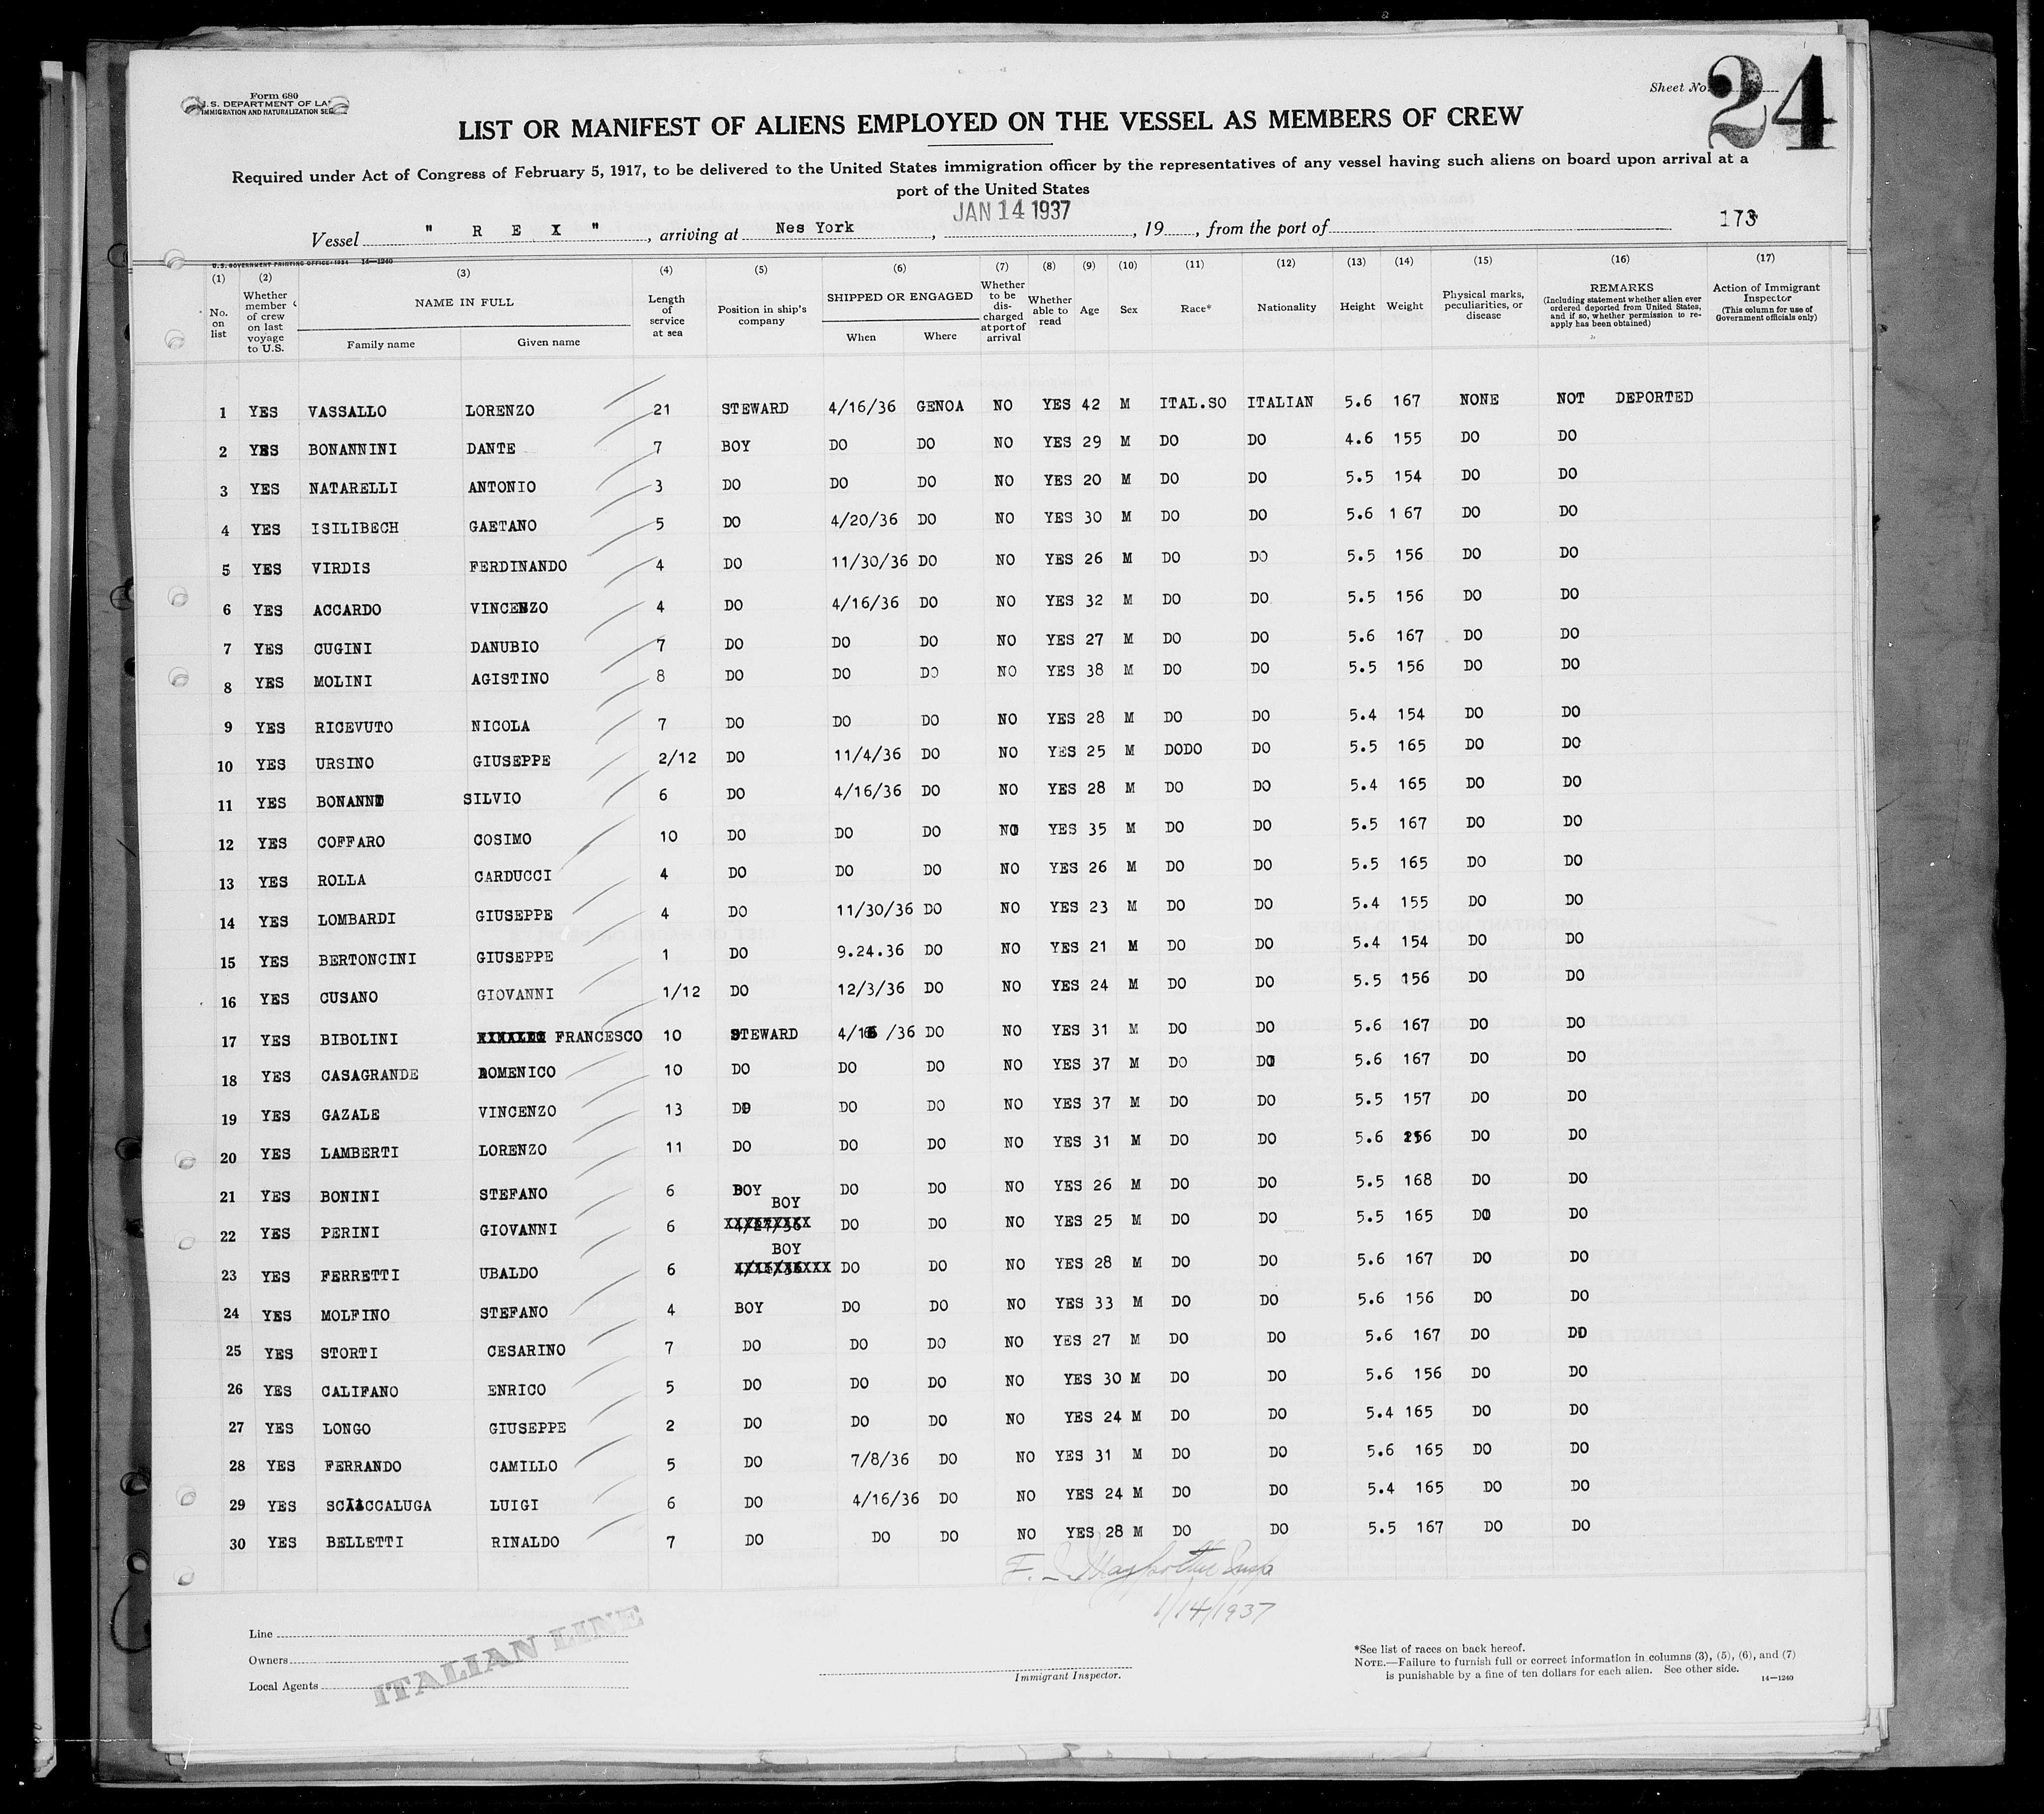 Form 680
U. S. DEPARTMENT OF LA
IMMIGRATION AND NATURALIZATION SE
Sheet No.
24
LIST OR MANIFEST OF ALIENS EMPLOYED ON THE VESSEL AS MEMBERS OF CREW
Required under Act of Congress of February 5, 1917, to be delivered to the United States immigration officer by the representatives of any vessel having such aliens on board upon arrival at a
port of the United States
JAN 14 1937
Vessel " R E X ", arriving at Nes York, , 19 , from the port of 173
U. S. GOVERNMENT PRINTING OFFICE: 1934 14—1240
(1) (2) (3) (4) (5) (6) (7) (8) (9) (10) (11) (12) (13) (14) (15) (16) (17)
No. on list
Whether member of crew on last voyage to U.S.
NAME IN FULL
Family name Given name
Length of service at sea
Position in ship's company
SHIPPED OR ENGAGED
When Where
Whether to be discharged at port of arrival
Whether able to read
Age
Sex
Race*
Nationality
Height
Weight
Physical marks, peculiarities, or disease
REMARKS
(Including statement whether alien ever ordered deported from United States, and if so, whether permission to reapply has been obtained)
Action of Immigrant Inspector
(This column for use of Government officials only)
1 YES VASSALLO LORENZO 21 STEWARD 4/16/36 GENOA NO YES 42 M ITAL.SO ITALIAN 5.6 167 NONE NOT DEPORTED
2 YES BONANNINI DANTE 7 BOY DO DO NO YES 29 M DO DO 4.6 155 DO DO
3 YES NATARELLI ANTONIO 3 DO DO DO NO YES 20 M DO DO 5.5 154 DO DO
4 YES ISILIBECH GAETANO 5 DO 4/20/36 DO NO YES 30 M DO DO 5.6 1 67 DO DO
5 YES VIRDIS FERDINANDO 4 DO 11/30/36 DO NO YES 26 M DO DO 5.5 156 DO DO
6 YES ACCARDO VINCENZO 4 DO 4/16/36 DO NO YES 32 M DO DO 5.5 156 DO DO
7 YES CUGINI DANUBIO 7 DO DO DO NO YES 27 M DO DO 5.6 167 DO DO
8 YES MOLINI AGISTINO 8 DO DO DO NO YES 38 M DO DO 5.5 156 DO DO
9 YES RICEVUTO NICOLA 7 DO DO DO NO YES 28 M DO DO 5.4 154 DO DO
10 YES URSINO GIUSEPPE 2/12 DO 11/4/36 DO NO YES 25 M DODO DO 5.5 165 DO DO
11 YES BONANNI SILVIO 6 DO 4/16/36 DO NO YES 28 M DO DO 5.4 165 DO DO
12 YES COFFARO COSIMO 10 DO DO DO NO YES 35 M DO DO 5.5 167 DO DO
13 YES ROLLA CARDUCCI 4 DO DO DO NO YES 26 M DO DO 5.5 165 DO DO
14 YES LOMBARDI GIUSEPPE 4 DO 11/30/36 DO NO YES 23 M DO DO 5.4 155 DO DO
15 YES BERTONCINI GIUSEPPE 1 DO 9.24.36 DO NO YES 21 M DO DO 5.4 154 DO DO
16 YES CUSANO GIOVANNI 1/12 DO 12/3/36 DO NO YES 24 M DO DO 5.5 156 DO DO
17 YES BIBOLINI FRANCESCO 10 STEWARD 4/16 /36 DO NO YES 31 M DO DO 5.6 167 DO DO
18 YES CASAGRANDE DOMENICO 10 DO DO DO NO YES 37 M DO DO 5.6 167 DO DO
19 YES GAZALE VINCENZO 13 DO DO DO NO YES 37 M DO DO 5.5 157 DO DO
20 YES LAMBERTI LORENZO 11 DO DO DO NO YES 31 M DO DO 5.6 156 DO DO
21 YES BONINI STEFANO 6 BOY DO DO NO YES 26 M DO DO 5.5 168 DO DO
22 YES PERINI GIOVANNI 6 BOY DO DO NO YES 25 M DO DO 5.5 165 DO DO
23 YES FERRETTI UBALDO 6 BOY DO DO NO YES 28 M DO DO 5.6 167 DO DO
24 YES MOLFINO STEFANO 4 BOY DO DO NO YES 33 M DO DO 5.6 156 DO DO
25 YES STORTI CESARINO 7 DO DO DO NO YES 27 M DO DO 5.6 167 DO DO
26 YES CALIFANO ENRICO 5 DO DO DO NO YES 30 M DO DO 5.6 156 DO DO
27 YES LONGO GIUSEPPE 2 DO DO DO NO YES 24 M DO DO 5.4 165 DO DO
28 YES FERRANDO CAMILLO 5 DO 7/8/36 DO NO YES 31 M DO DO 5.6 165 DO DO
29 YES LUIGI 6 DO 4/16/36 DO NO YES 24 M DO DO 5.4 165 DO DO
30 YES BELLETTI RINALDO 7 DO DO DO NO YES 28 M DO DO 5.5 167 DO DO
1/14/1937
Line
Owners
Local Agents
ITALIAN LINE
Immigrant Inspector.
*See list of races on back hereof.
NOTE.—Failure to furnish full or correct information in columns (3), (5), (6), and (7)
is punishable by a fine of ten dollars for each alien. See other side.
14—1240